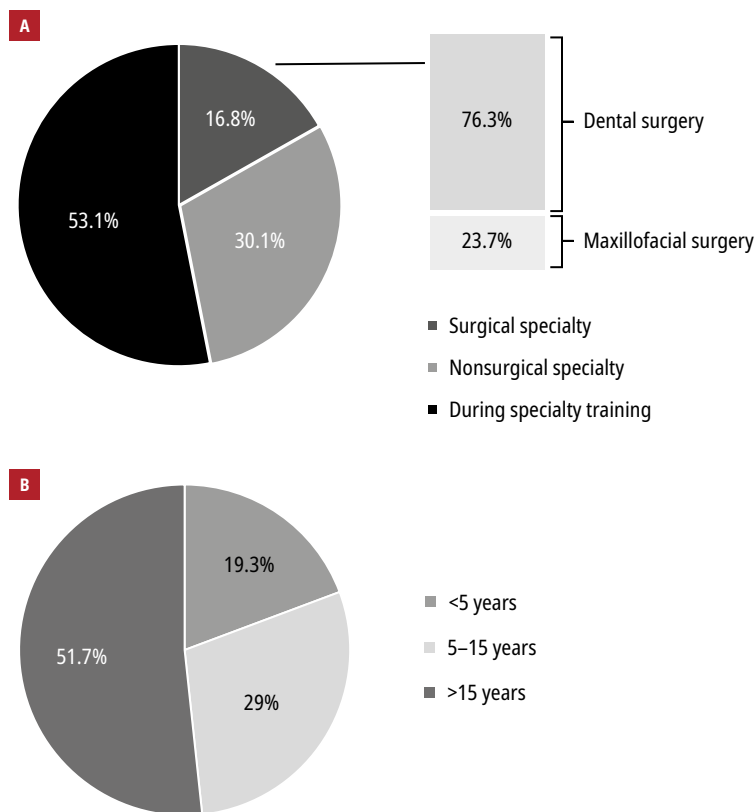 A
16.8%
53.1%
30.1%
76.3%
Dental surgery
23.7%
Maxillofacial surgery
Surgical specialty
Nonsurgical specialty
During specialty training
B
19.3%
51.7%
29%
<5 years
5–15 years
>15 years